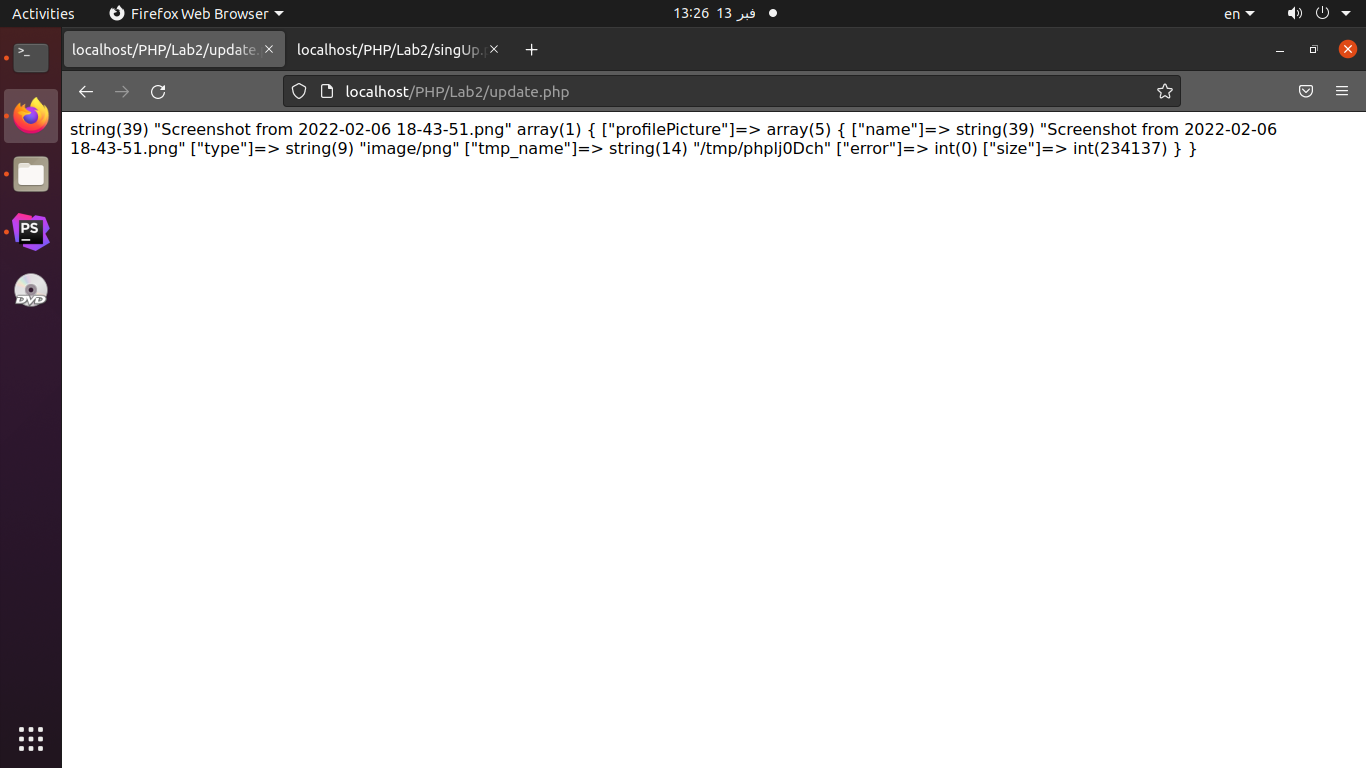 Activities
Firefox Web Browser
13:26 13 فبر
en
localhost/PHP/Lab2/update.
localhost/PHP/Lab2/singUp.
localhost/PHP/Lab2/update.php
string(39) "Screenshot from 2022-02-06 18-43-51.png" array(1) { ["profilePicture"]=> array(5) { ["name"]=> string(39) "Screenshot from 2022-02-06
18-43-51.png" ["type"]=> string(9) "image/png" ["tmp_name"]=> string(14) "/tmp/phpIj0Dch" ["error"]=> int(0) ["size"]=> int(234137) } }
>_
PS
DVD